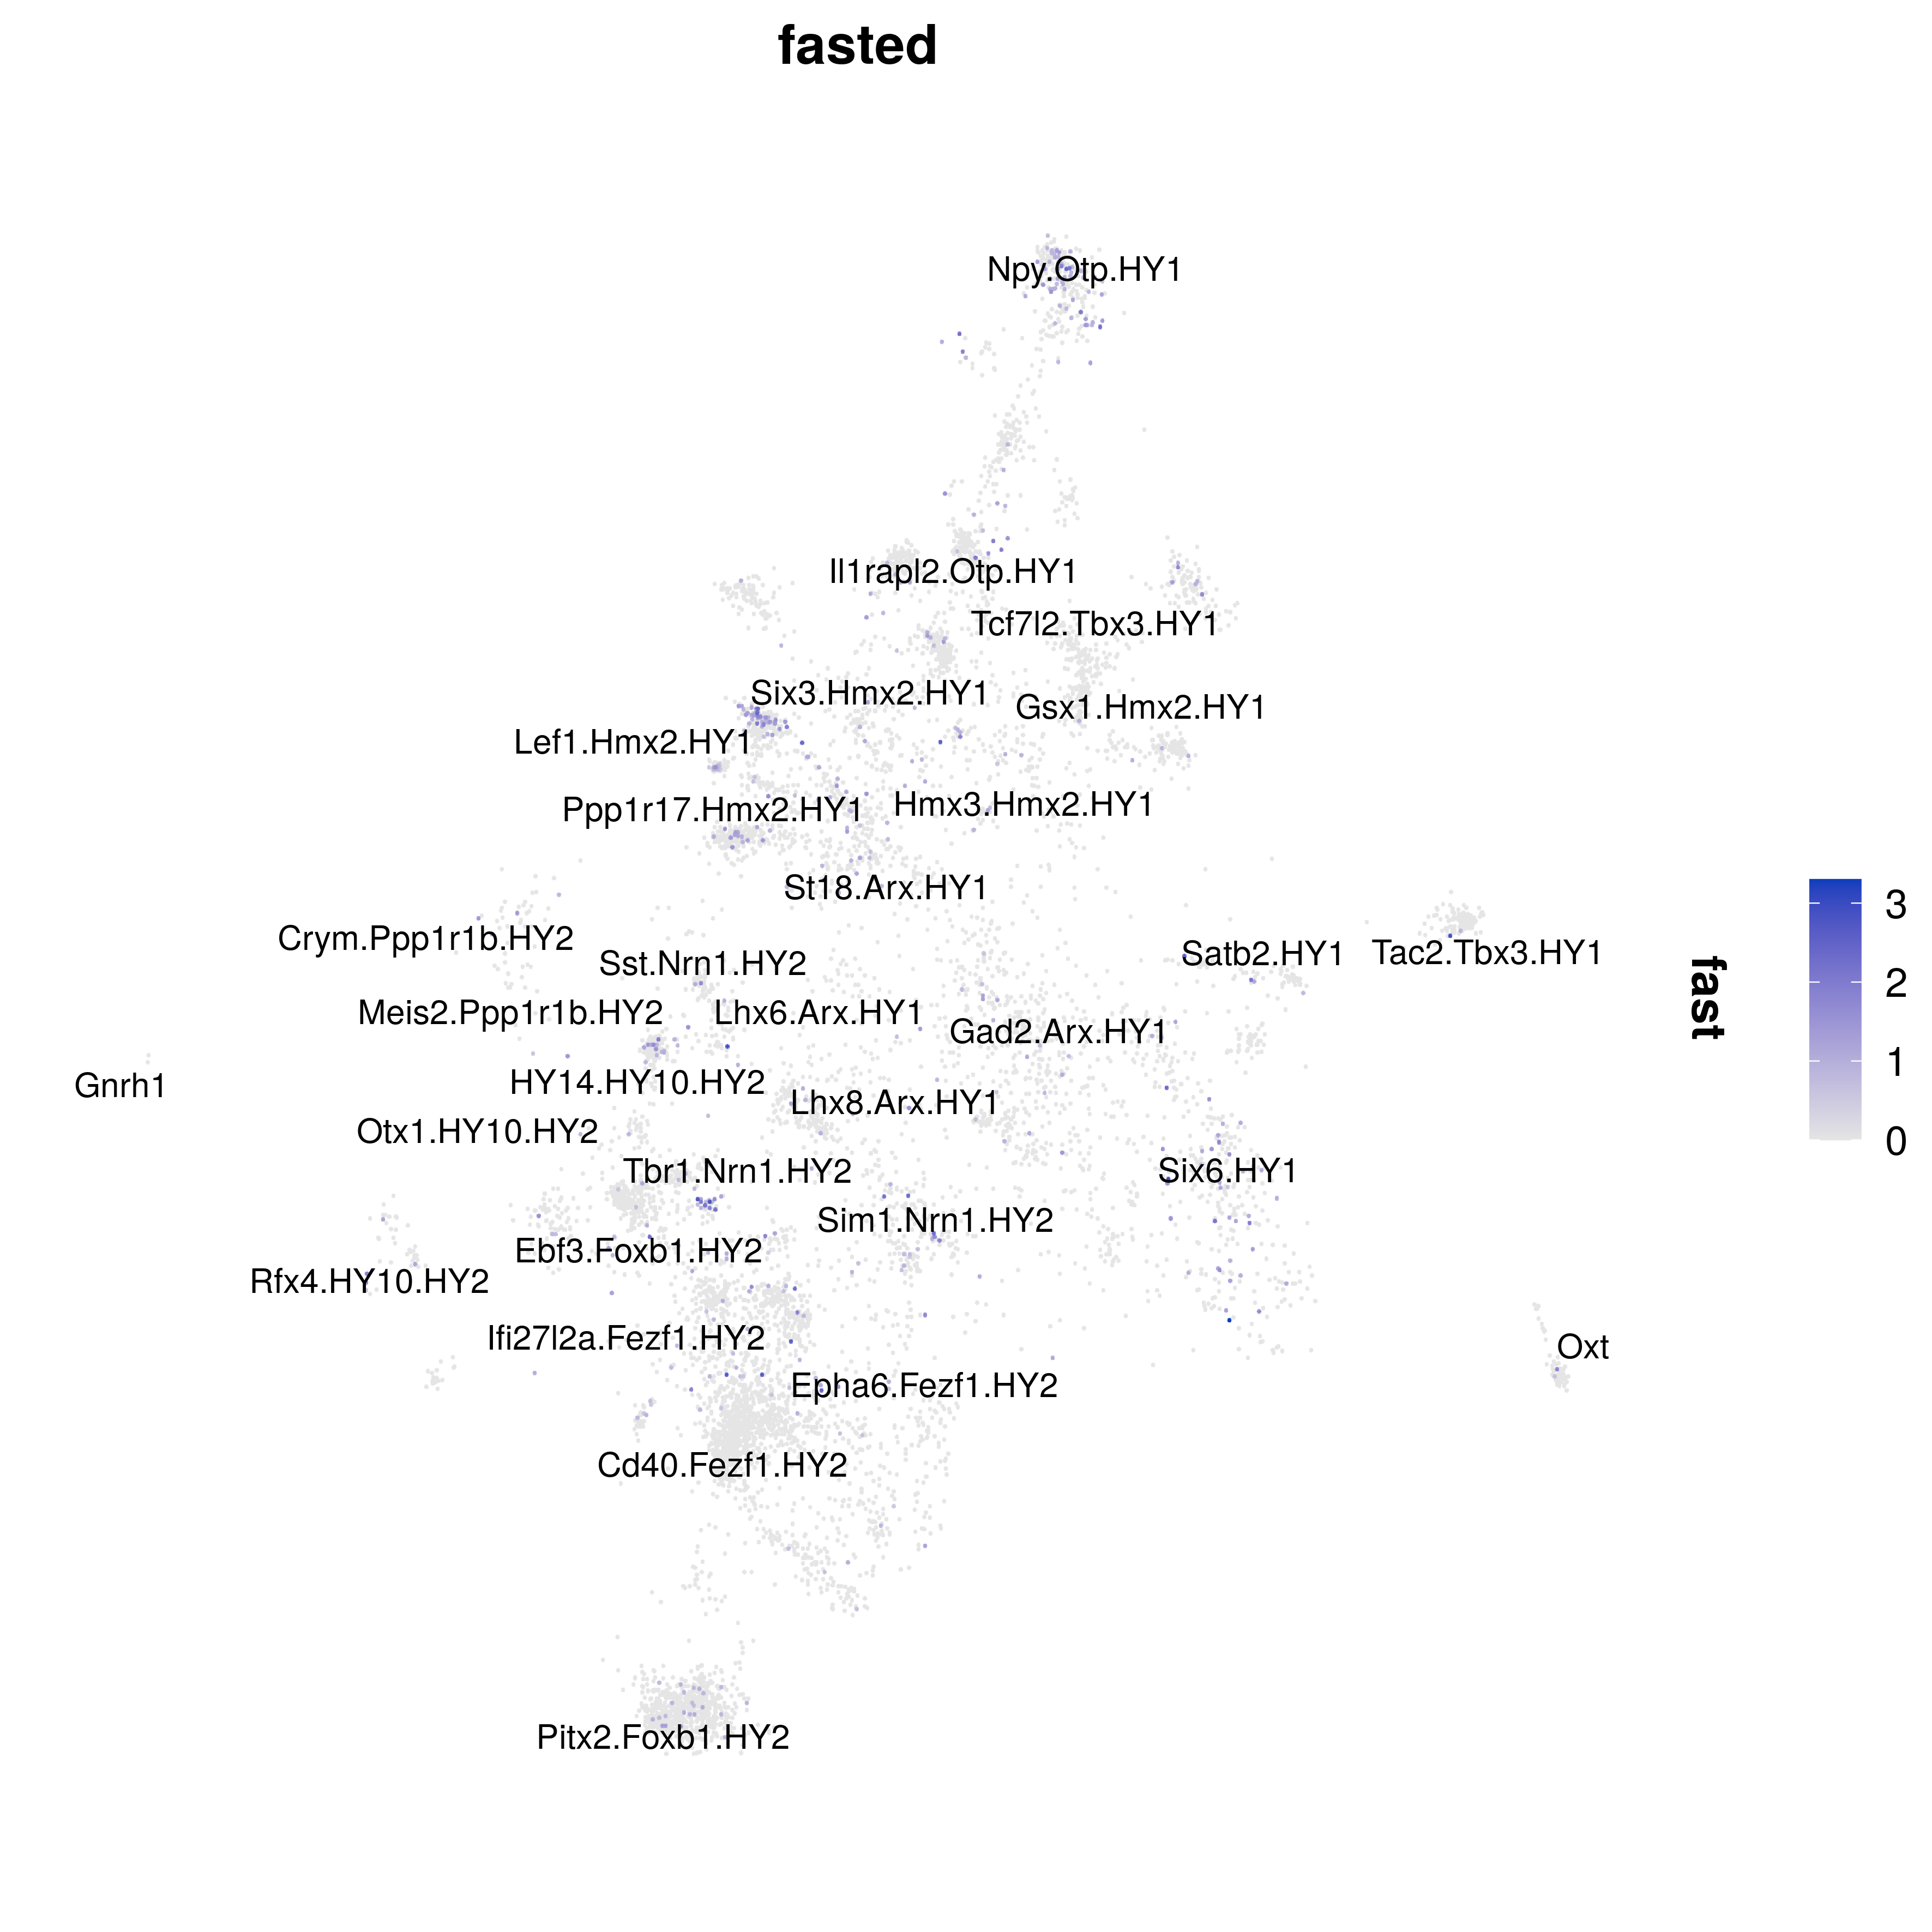 fasted
Npy.Otp.HY1
Il1rapl2.Otp.HY1
Tcf7l2.Tbx3.HY1
Six3.Hmx2.HY1
Gsx1.Hmx2.HY1
Lef1.Hmx2.HY1
Ppp1r17.Hmx2.HY1
Hmx3.Hmx2.HY1
St18.Arx.HY1
Crym.Ppp1r1b.HY2
Sst.Nrn1.HY2
Satb2.HY1
Tac2.Tbx3.HY1
Meis2.Ppp1r1b.HY2
Lhx6.Arx.HY1
Gad2.Arx.HY1
Gnrh1
HY14.HY10.HY2
Lhx8.Arx.HY1
Otx1.HY10.HY2
Tbr1.Nrn1.HY2
Six6.HY1
Sim1.Nrn1.HY2
Ebf3.Foxb1.HY2
Rfx4.HY10.HY2
Ifi27l2a.Fezf1.HY2
Oxt
Epha6.Fezf1.HY2
Cd40.Fezf1.HY2
Pitx2.Foxb1.HY2
fast
3
2
1
0